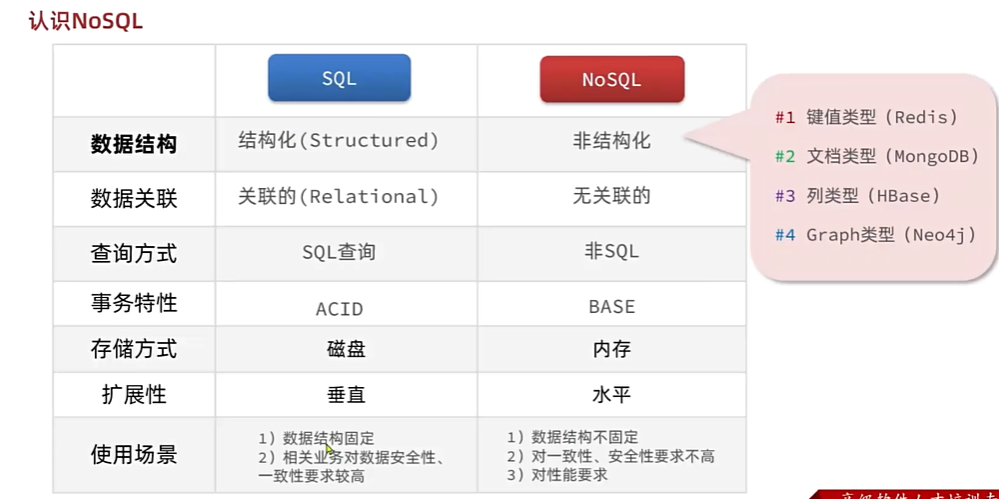 认识NoSQL
SQL
NoSQL
数据结构
结构化(Structured)
非结构化
数据关联
关联的(Relational)
无关联的
查询方式
SQL查询
非SQL
事务特性
ACID
BASE
存储方式
磁盘
内存
扩展性
垂直
水平
使用场景
1）数据结构固定
2）相关业务对数据安全性、
一致性要求较高
1）数据结构不固定
2）对一致性、安全性要求不高
3）对性能要求
#1 键值类型（Redis）
#2 文档类型（MongoDB）
#3 列类型（HBase）
#4 Graph类型（Neo4j）